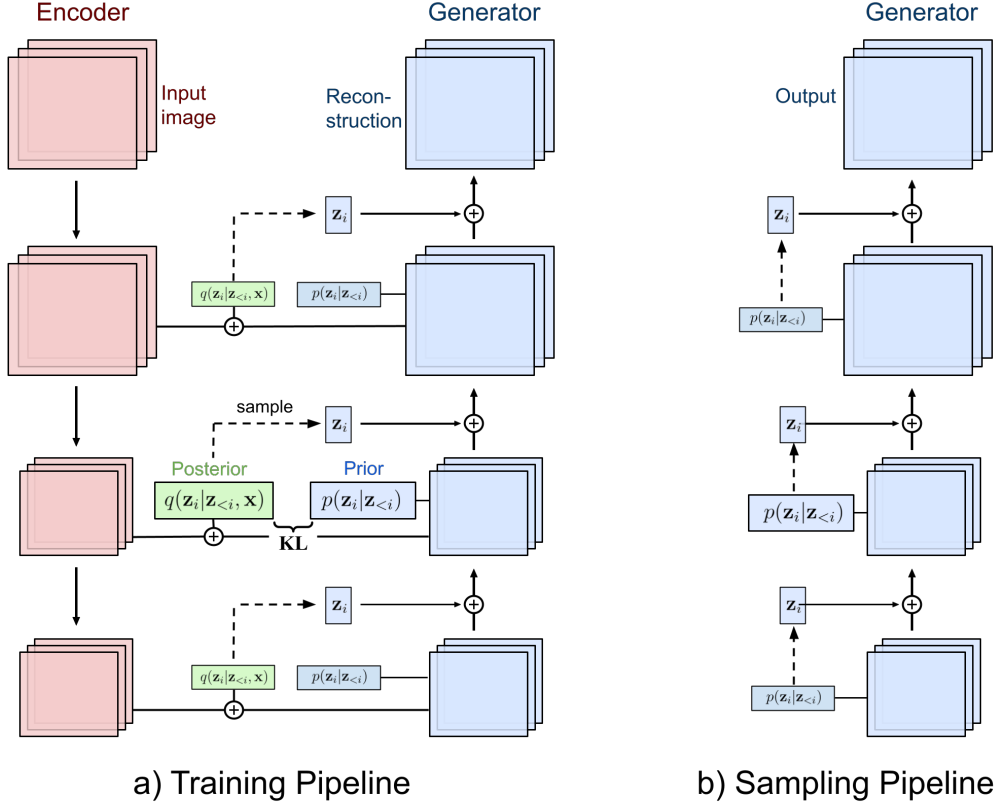 Encoder
Generator
Generator
Input
image
Recon-
struction
Output
z_i
z_i
q(z_i|z_{<i}, x)
p(z_i|z_{<i})
p(z_i|z_{<i})
sample
z_i
z_i
Posterior
Prior
q(z_i|z_{<i}, x)
p(z_i|z_{<i})
p(z_i|z_{<i})
KL
z_i
z_i
q(z_i|z_{<i}, x)
p(z_i|z_{<i})
p(z_i|z_{<i})
a) Training Pipeline
b) Sampling Pipeline